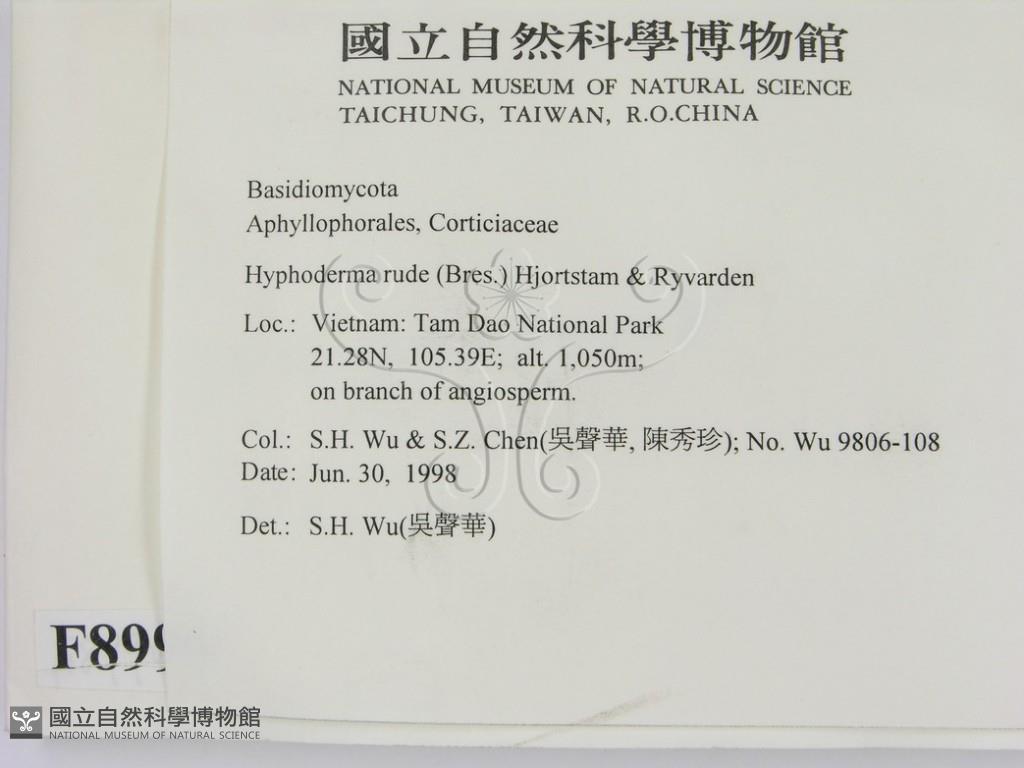 國立自然科學博物館
NATIONAL MUSEUM OF NATURAL SCIENCE
TAICHUNG, TAIWAN, R.O.CHINA
Basidiomycota
Aphyllophorales, Corticiaceae
Hyphoderma rude (Bres.) Hjortstam & Ryvarden
Loc.: Vietnam: Tam Dao National Park
21.28N, 105.39E; alt. 1,050m;
on branch of angiosperm.
Col.: S.H. Wu & S.Z. Chen(吳聲華, 陳秀珍); No. Wu 9806-108
Date: Jun. 30, 1998
Det.: S.H. Wu(吳聲華)
F899
國立自然科學博物館
NATIONAL MUSEUM OF NATURAL SCIENCE